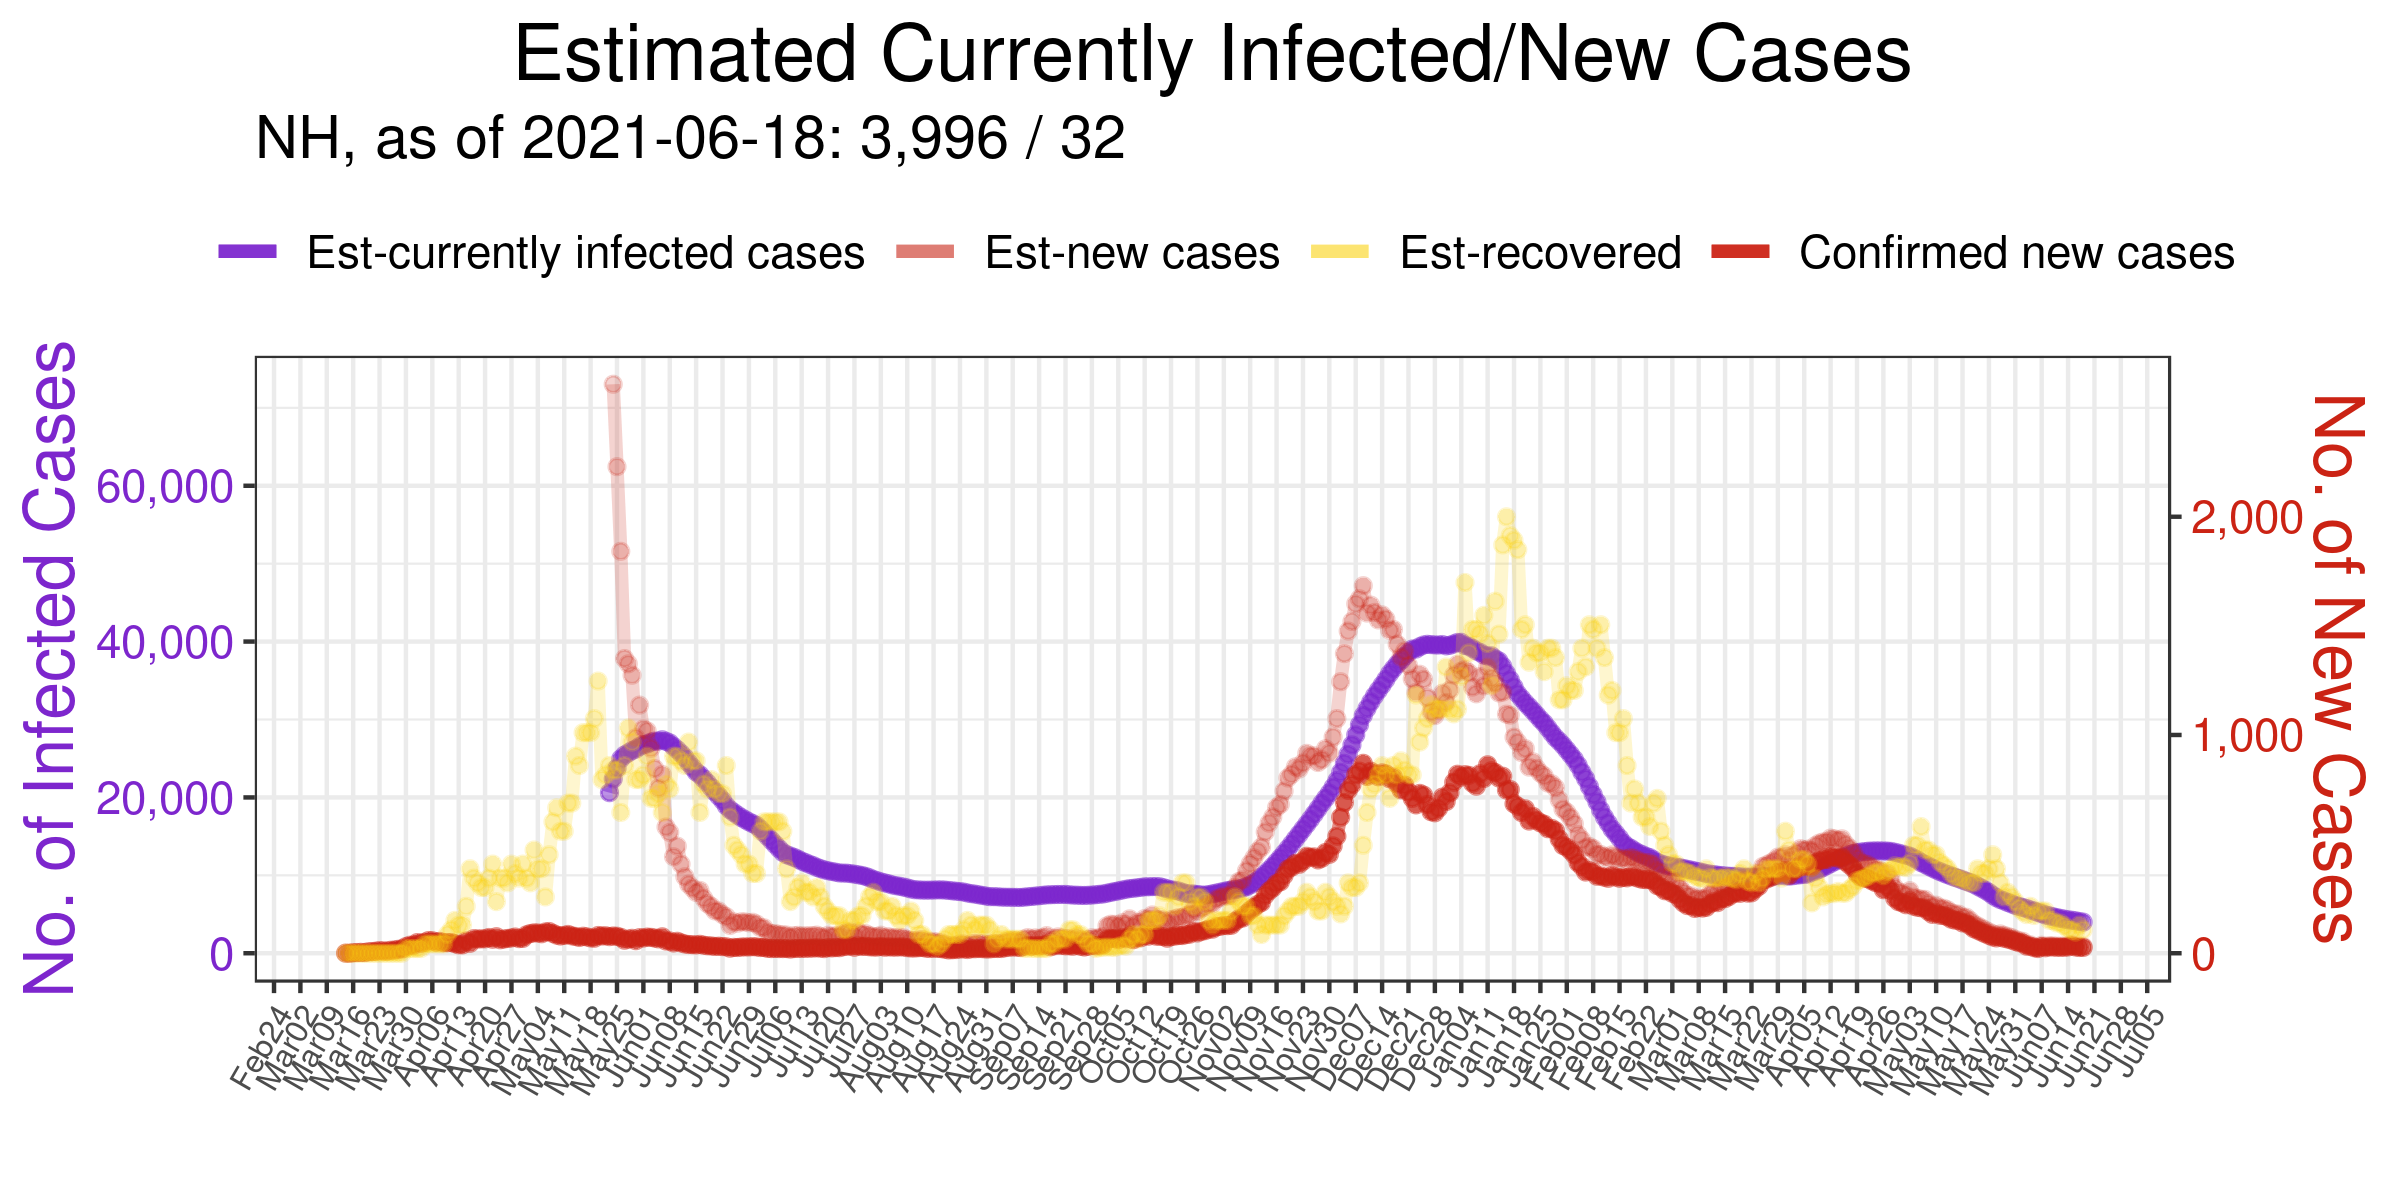 Estimated Currently Infected/New Cases
NH, as of 2021-06-18: 3,996 / 32
Est-currently infected cases
Est-new cases
Est-recovered
Confirmed new cases
No. of Infected Cases
60,000
40,000
20,000
0
2,000
1,000
0
No. of New Cases
Feb24
Mar02
Mar09
Mar16
Mar23
Mar30
Apr06
Apr13
Apr20
Apr27
May04
May11
May18
May25
Jun01
Jun08
Jun15
Jun22
Jun29
Jul06
Jul13
Jul20
Jul27
Aug03
Aug10
Aug17
Aug24
Aug31
Sep07
Sep14
Sep21
Sep28
Oct05
Oct12
Oct19
Oct26
Nov02
Nov09
Nov16
Nov23
Nov30
Dec07
Dec14
Dec21
Dec28
Jan04
Jan11
Jan18
Jan25
Feb01
Feb08
Feb15
Feb22
Mar01
Mar08
Mar15
Mar22
Mar29
Apr05
Apr12
Apr19
Apr26
May03
May10
May17
May24
May31
Jun07
Jun14
Jun21
Jun28
Jul05